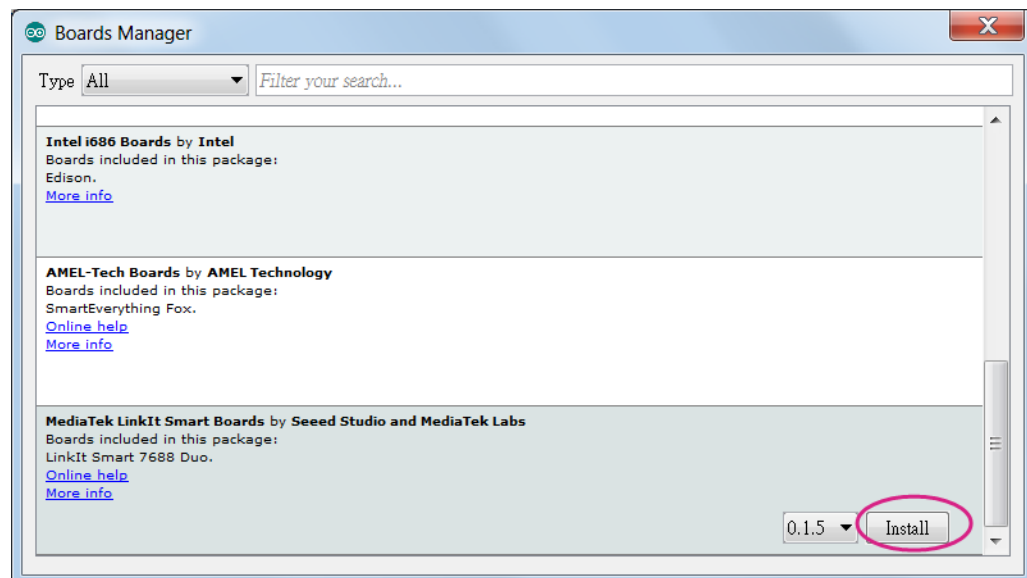 Boards Manager
X
Type All Filter your search...
Intel i686 Boards by Intel
Boards included in this package:
Edison.
More info
AMEL-Tech Boards by AMEL Technology
Boards included in this package:
SmartEverything Fox.
Online help
More info
MediaTek LinkIt Smart Boards by Seeed Studio and MediaTek Labs
Boards included in this package:
LinkIt Smart 7688 Duo.
Online help
More info
0.1.5 Install